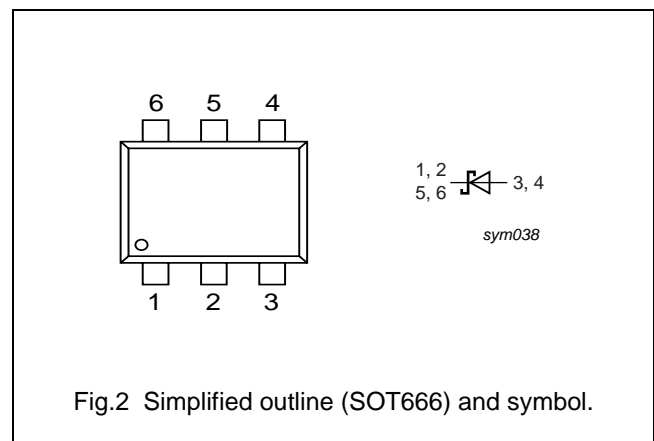 6 5 4
1, 2
5, 6
3, 4
sym038
1 2 3
Fig.2 Simplified outline (SOT666) and symbol.